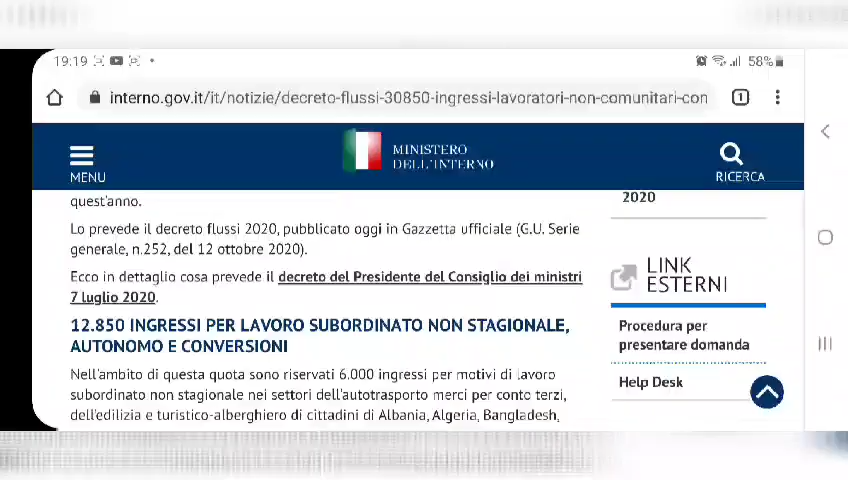 19:19
58%
interno.gov.it/it/notizie/decreto-flussi-30850-ingressi-lavoratori-non-comunitari-con
1
MENU
MINISTERO
DELL'INTERNO
RICERCA
quest'anno.
Lo prevede il decreto flussi 2020, pubblicato oggi in Gazzetta ufficiale (G.U. Serie
generale, n.252, del 12 ottobre 2020).
Ecco in dettaglio cosa prevede il decreto del Presidente del Consiglio dei ministri
7 luglio 2020.
12.850 INGRESSI PER LAVORO SUBORDINATO NON STAGIONALE,
AUTONOMO E CONVERSIONI
Nell'ambito di questa quota sono riservati 6.000 ingressi per motivi di lavoro
subordinato non stagionale nei settori dell'autotrasporto merci per conto terzi,
dell'edilizia e turistico-alberghiero di cittadini di Albania, Algeria, Bangladesh,
2020
LINK
ESTERNI
Procedura per
presentare domanda
Help Desk